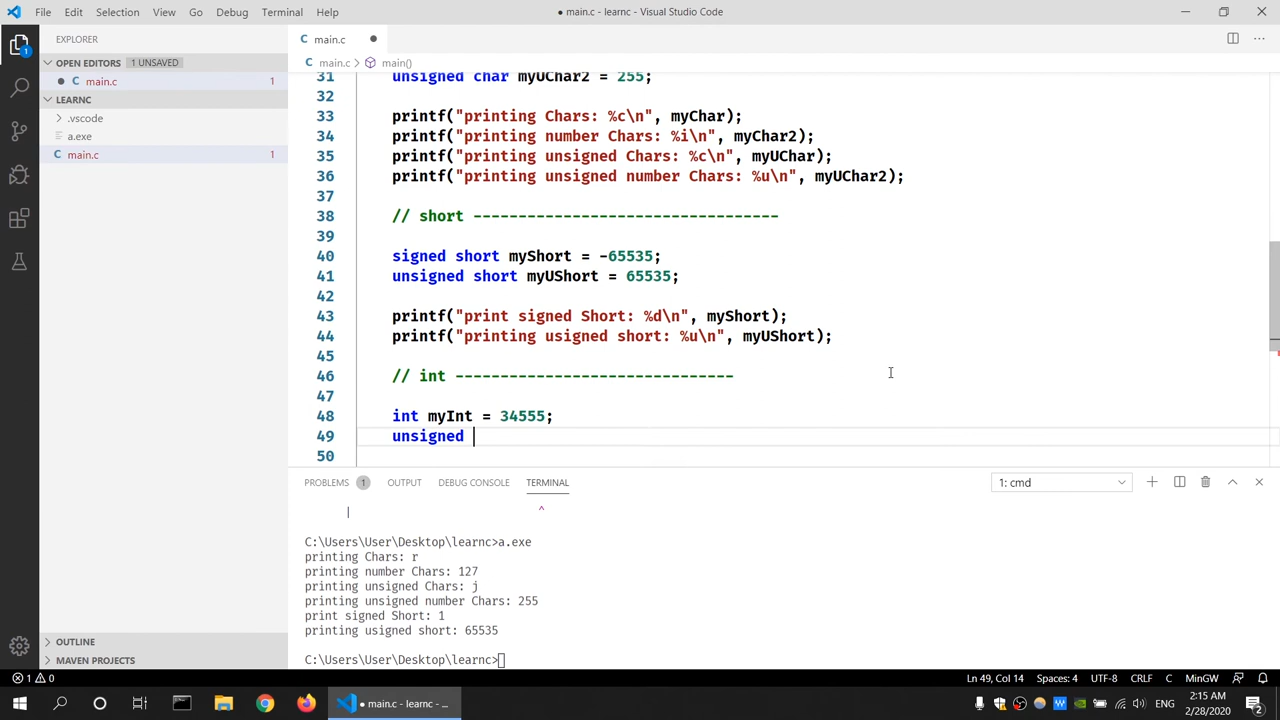 File Edit Selection View Go Debug Terminal Help
● main.c - learnc - Visual Studio Code
EXPLORER
OPEN EDITORS 1 UNSAVED
C main.c 1
LEARNC
.vscode
a.exe
C main.c 1
OUTLINE
MAVEN PROJECTS
1
C main.c ●
C main.c > main()
31 unsigned char myUChar2 = 255;
32
33 printf("printing Chars: %c\n", myChar);
34 printf("printing number Chars: %i\n", myChar2);
35 printf("printing unsigned Chars: %c\n", myUChar);
36 printf("printing unsigned number Chars: %u\n", myUChar2);
37
38 // short ----------------------------------
39
40 signed short myShort = -65535;
41 unsigned short myUShort = 65535;
42
43 printf("print signed Short: %d\n", myShort);
44 printf("printing usigned short: %u\n", myUShort);
45
46 // int -------------------------------
47
48 int myInt = 34555;
49 unsigned
50
PROBLEMS 1 OUTPUT DEBUG CONSOLE TERMINAL 1: cmd
| ^
C:\Users\User\Desktop\learnc>a.exe
printing Chars: r
printing number Chars: 127
printing unsigned Chars: j
printing unsigned number Chars: 255
print signed Short: 1
printing usigned short: 65535
C:\Users\User\Desktop\learnc>
1 0 Ln 49, Col 14 Spaces: 4 UTF-8 CRLF C MinGW
● main.c - learnc - ...
ENG
2:15 AM
2/28/2020
2